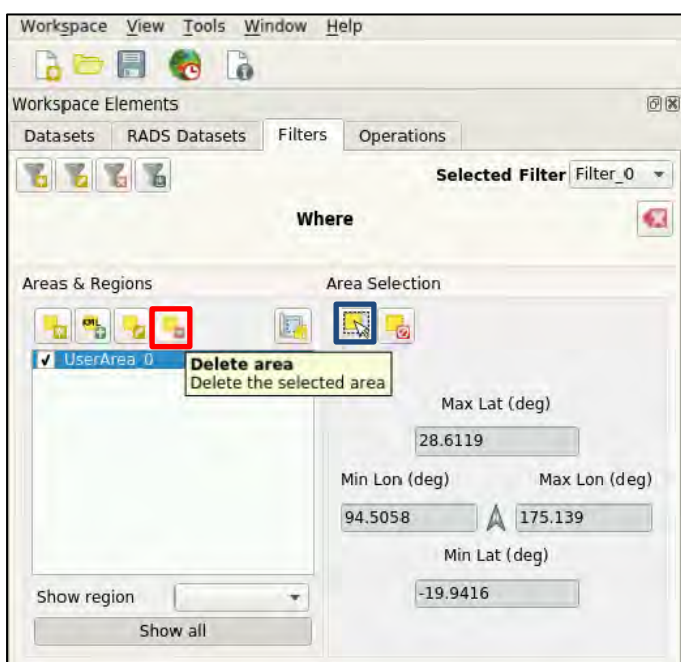 Workspace View Tools Window Help
Workspace Elements
Datasets RADS Datasets Filters Operations
Selected Filter Filter_0
Where
Areas & Regions Area Selection
KML
UserArea_0
Delete area
Delete the selected area
Max Lat (deg)
28.6119
Min Lon (deg) Max Lon (deg)
94.5058 175.139
Min Lat (deg)
-19.9416
Show region
Show all